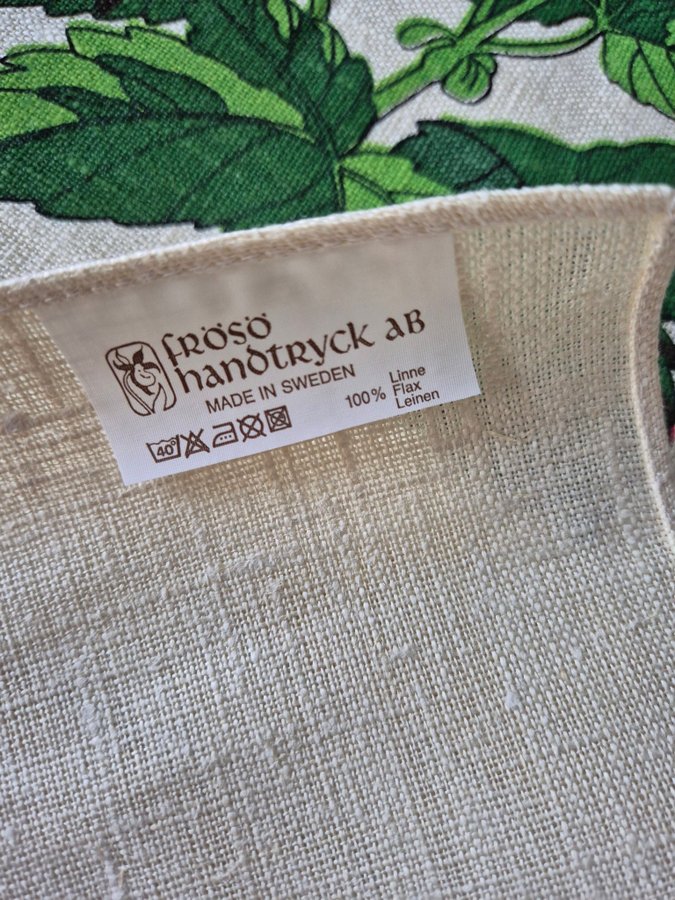 frösö
handtryck aB
MADE IN SWEDEN
100% Linne
Flax
Leinen
40°